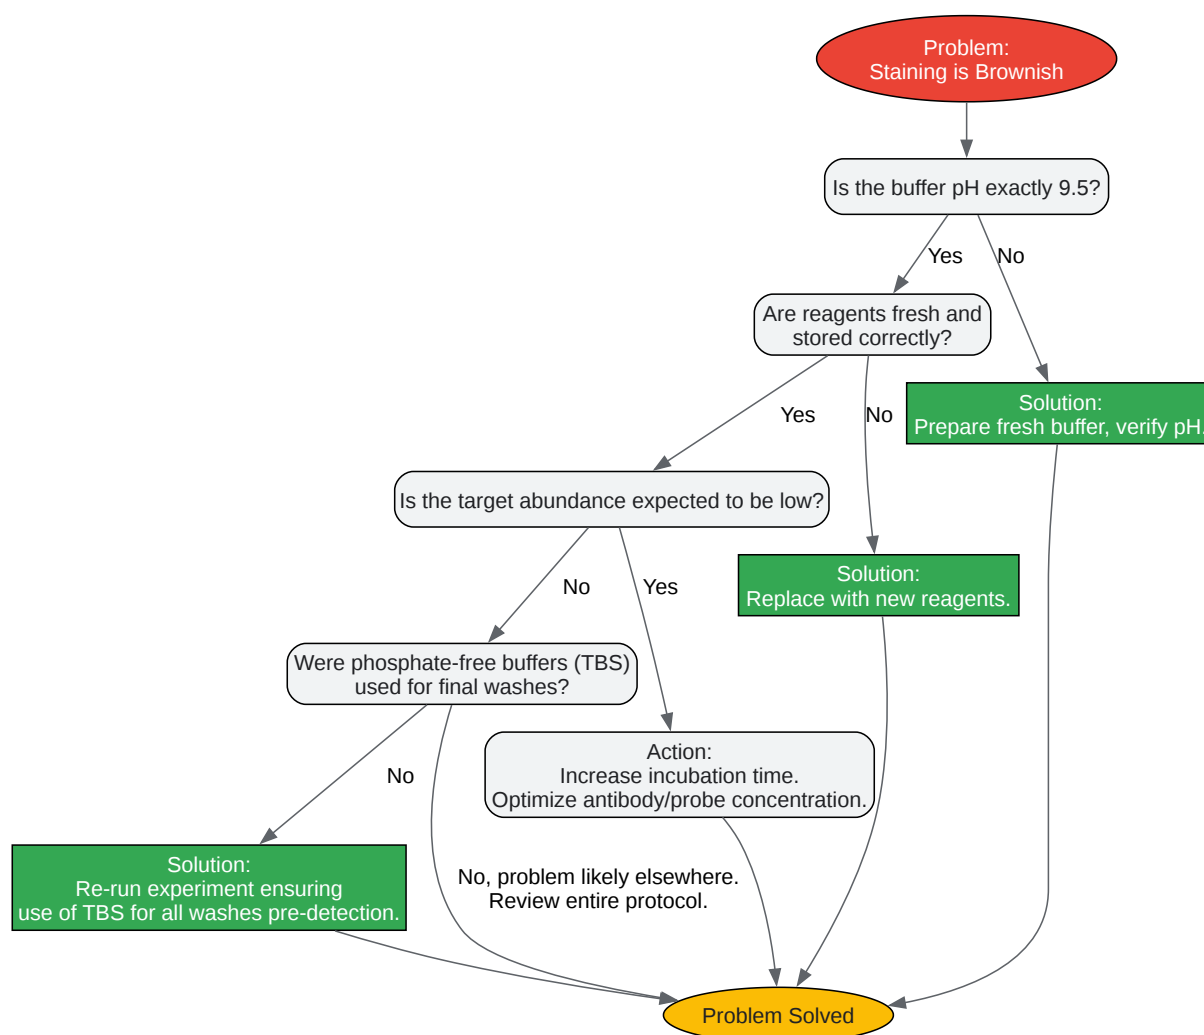 Problem:
Staining is Brownish
Is the buffer pH exactly 9.5?
Yes
No
Are reagents fresh and
stored correctly?
Yes
No
Solution:
Prepare fresh buffer, verify pH.
Is the target abundance expected to be low?
No
Yes
Solution:
Replace with new reagents.
Were phosphate-free buffers (TBS)
used for final washes?
Action:
Increase incubation time.
Optimize antibody/probe concentration.
No
Solution:
Re-run experiment ensuring
use of TBS for all washes pre-detection.
No, problem likely elsewhere.
Review entire protocol.
Problem Solved